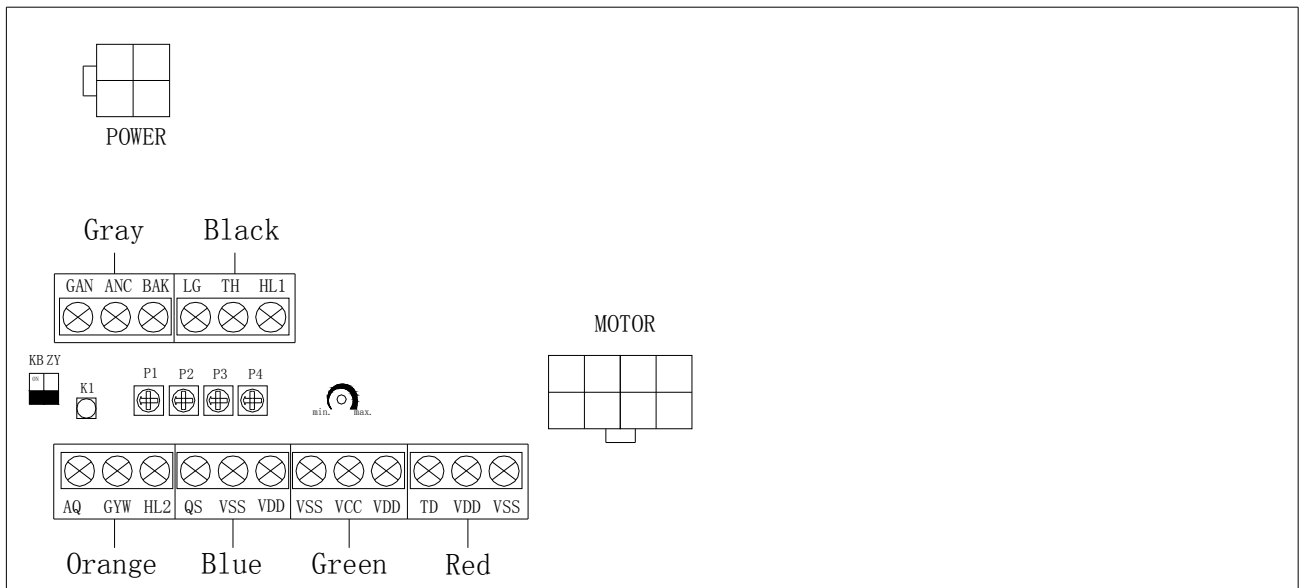 POWER
Gray Black
GAN ANC BAK LG TH HL1
MOTOR
KB ZY
ON
K1
P1 P2 P3 P4
min. max.
AQ GYW HL2 QS VSS VDD VSS VCC VDD TD VDD VSS
Orange Blue Green Red